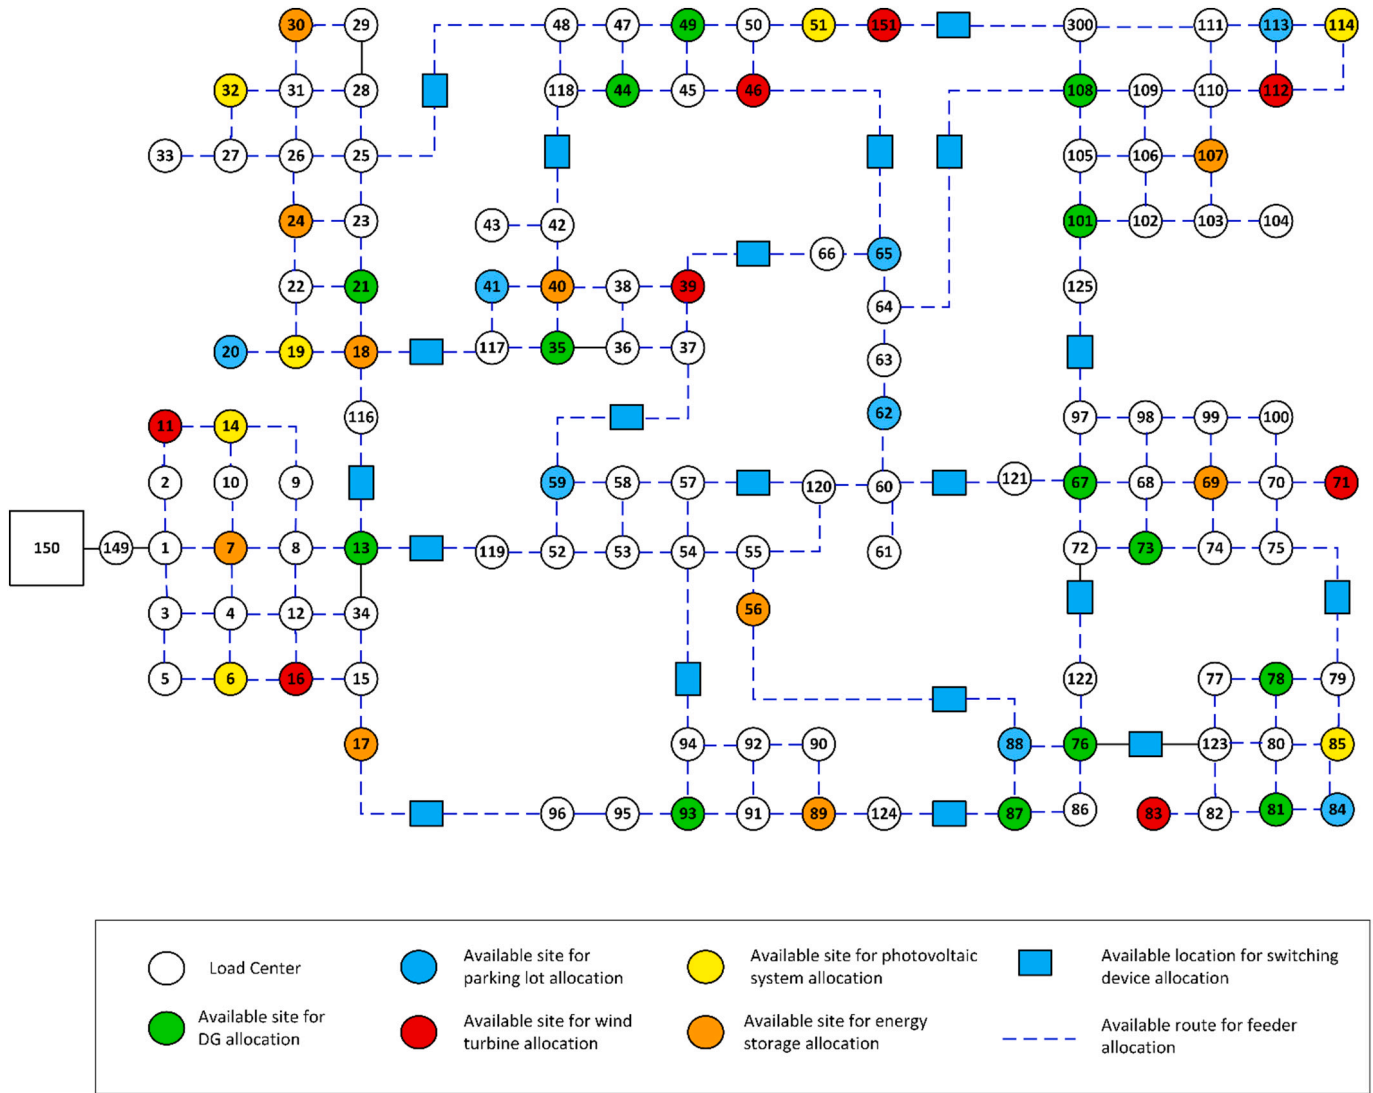 30 29 48 47 49 50 51 151 300 111 113 114
32 31 28 118 44 45 46 108 109 110 112
33 27 26 25 105 106 107
24 23 43 42 101 102 103 104
66 65
22 21 41 40 38 39 125
64
20 19 18 117 35 36 37 63
11 14 116 62 97 98 99 100
2 10 9 59 58 57 120 60 121 67 68 69 70 71
150 149 1 7 8 13 119 52 53 54 55 61 72 73 74 75
3 4 12 34 56
5 6 16 15 122 77 78 79
17 94 92 90 88 76 123 80 85
96 95 93 91 89 124 87 86 83 82 81 84
Load Center
Available site for
parking lot allocation
Available site for photovoltaic
system allocation
Available location for switching
device allocation
Available site for
DG allocation
Available site for wind
turbine allocation
Available site for energy
storage allocation
Available route for feeder
allocation